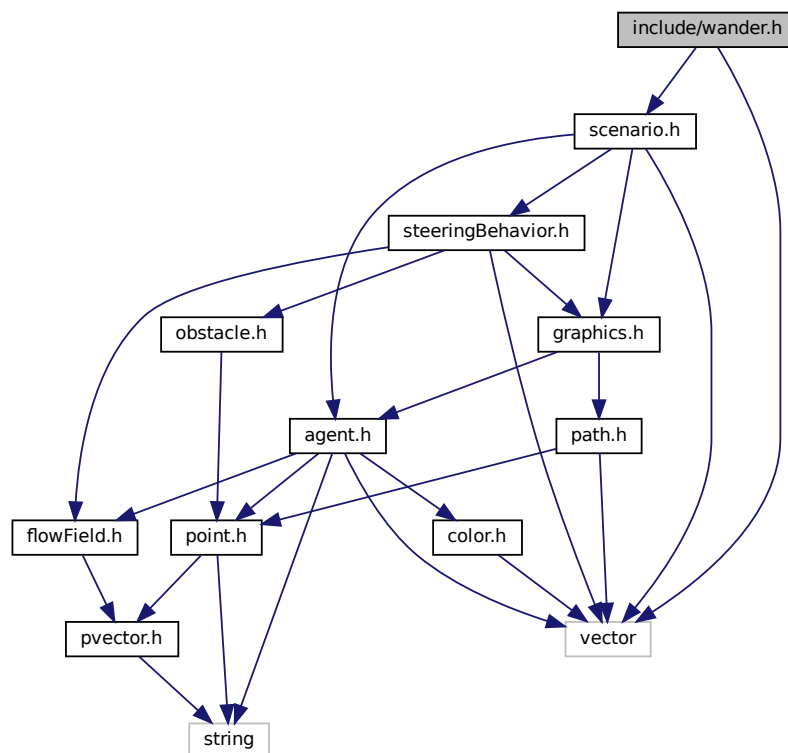 include/wander.h
scenario.h
steeringBehavior.h
obstacle.h
graphics.h
agent.h
path.h
flowField.h
point.h
color.h
pvector.h
vector
string